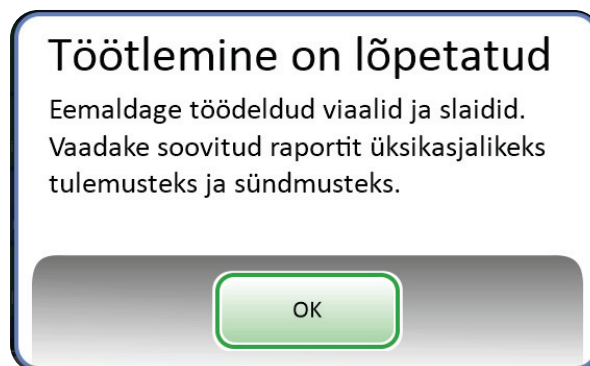 Töötlemine on lõpetatud
Eemaldage töödeldud viaalid ja slaidid.
Vaadake soovitud raportit üksikasjalikeks
tulemusteks ja sündmusteks.
OK